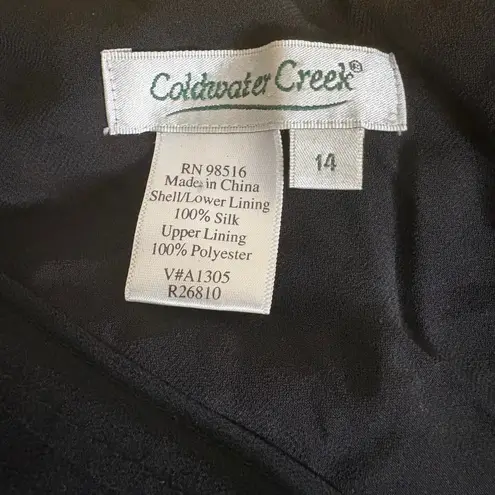 Coldwater Creek®
14
RN 98516
Made in China
Shell/Lower Lining
100% Silk
Upper Lining
100% Polyester
V#A1305
R26810